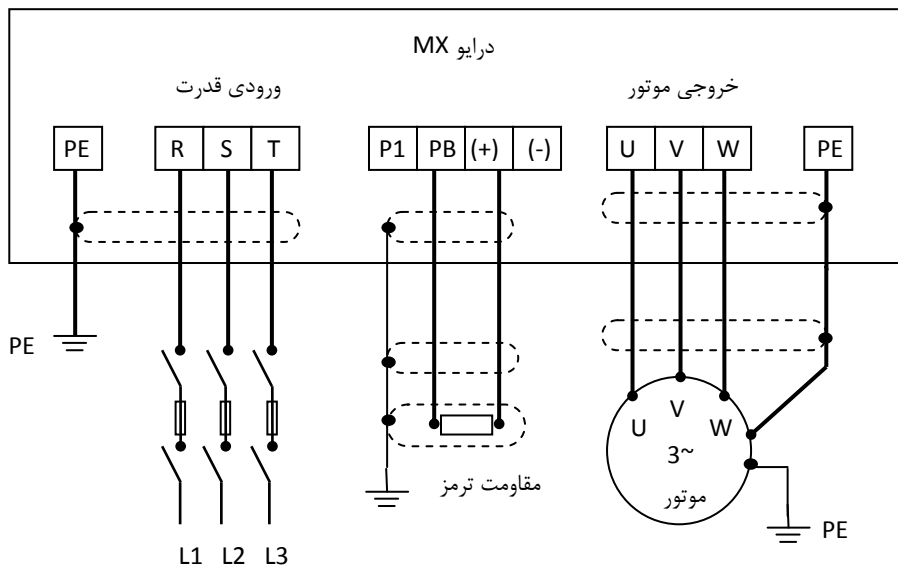 درایو MX
ورودی قدرت
خروجی موتور
PE R S T P1 PB (+) (-) U V W PE
PE
U V W
3~
موتور
مقاومت ترمز
PE
L1 L2 L3